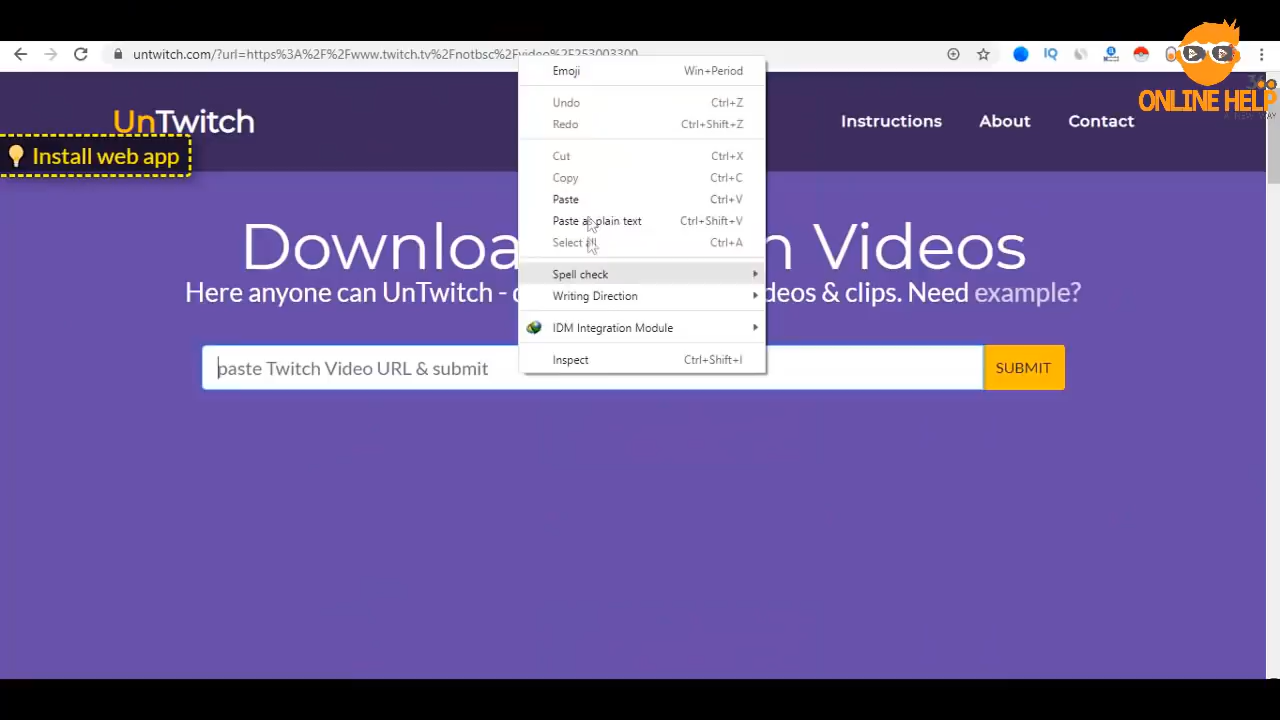 untwitch.com/?url=https%3A%2F%2Fwww.twitch.tv%2Fnothsc%2Fvideo%2F253003300
IQ
ONLINE HELP
UnTwitch
Instructions
About
Contact
Install web app
Emoji Win+Period
Undo Ctrl+Z
Redo Ctrl+Shift+Z
Cut Ctrl+X
Copy Ctrl+C
Paste Ctrl+V
Paste as plain text Ctrl+Shift+V
Select all Ctrl+A
Spell check
Writing Direction
IDM Integration Module
Inspect Ctrl+Shift+I
Downloa n Videos
Here anyone can UnTwitch - deos & clips. Need example?
paste Twitch Video URL & submit
SUBMIT